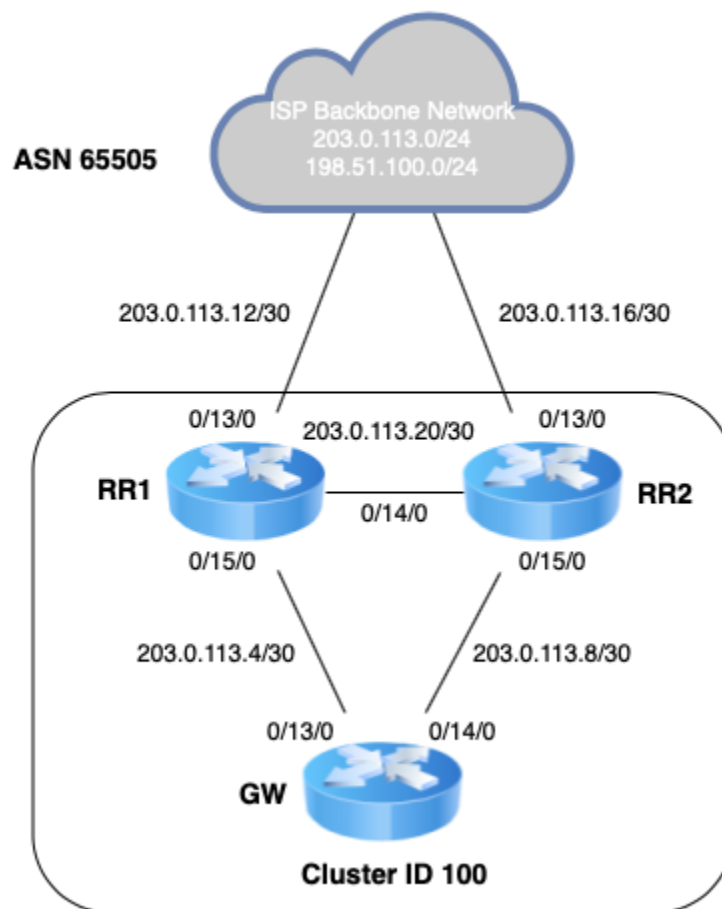 ISP Backbone Network
203.0.113.0/24
198.51.100.0/24
ASN 65505
203.0.113.12/30
203.0.113.16/30
0/13/0
0/13/0
203.0.113.20/30
RR1
RR2
0/14/0
0/15/0
0/15/0
203.0.113.4/30
203.0.113.8/30
0/13/0
0/14/0
GW
Cluster ID 100